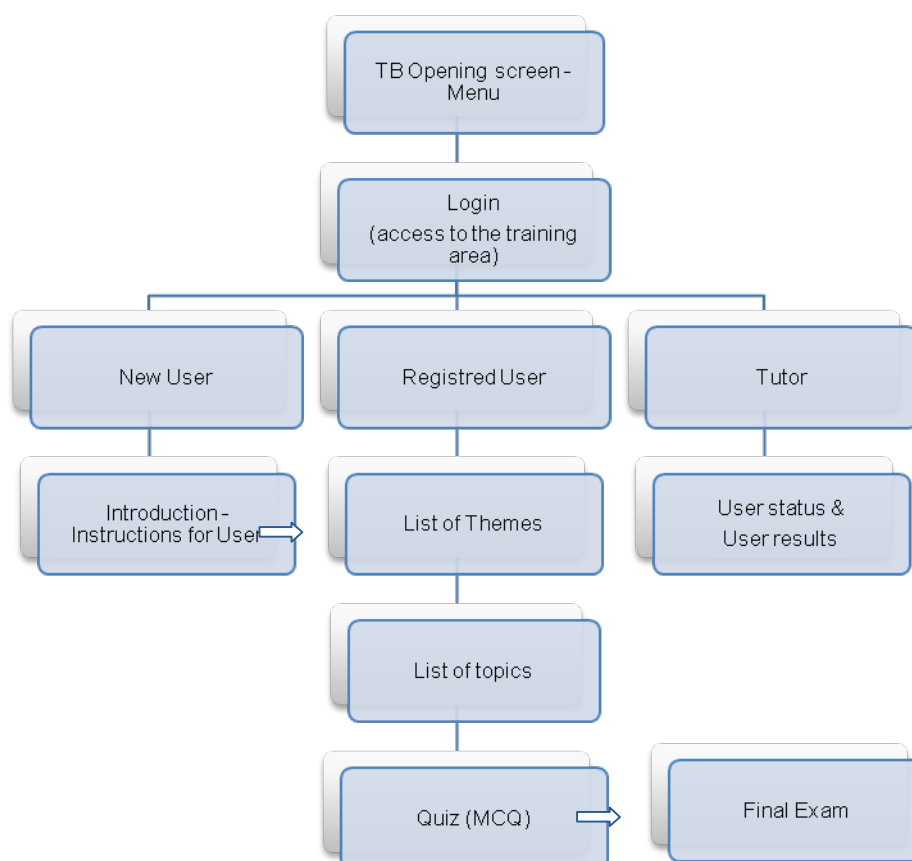 TB Opening screen -
Menu
Login
(access to the training
area)
New User
Registred User
Tutor
Introduction -
Instructions for User
List of Themes
User status &
User results
List of topics
Quiz (MCQ)
Final Exam